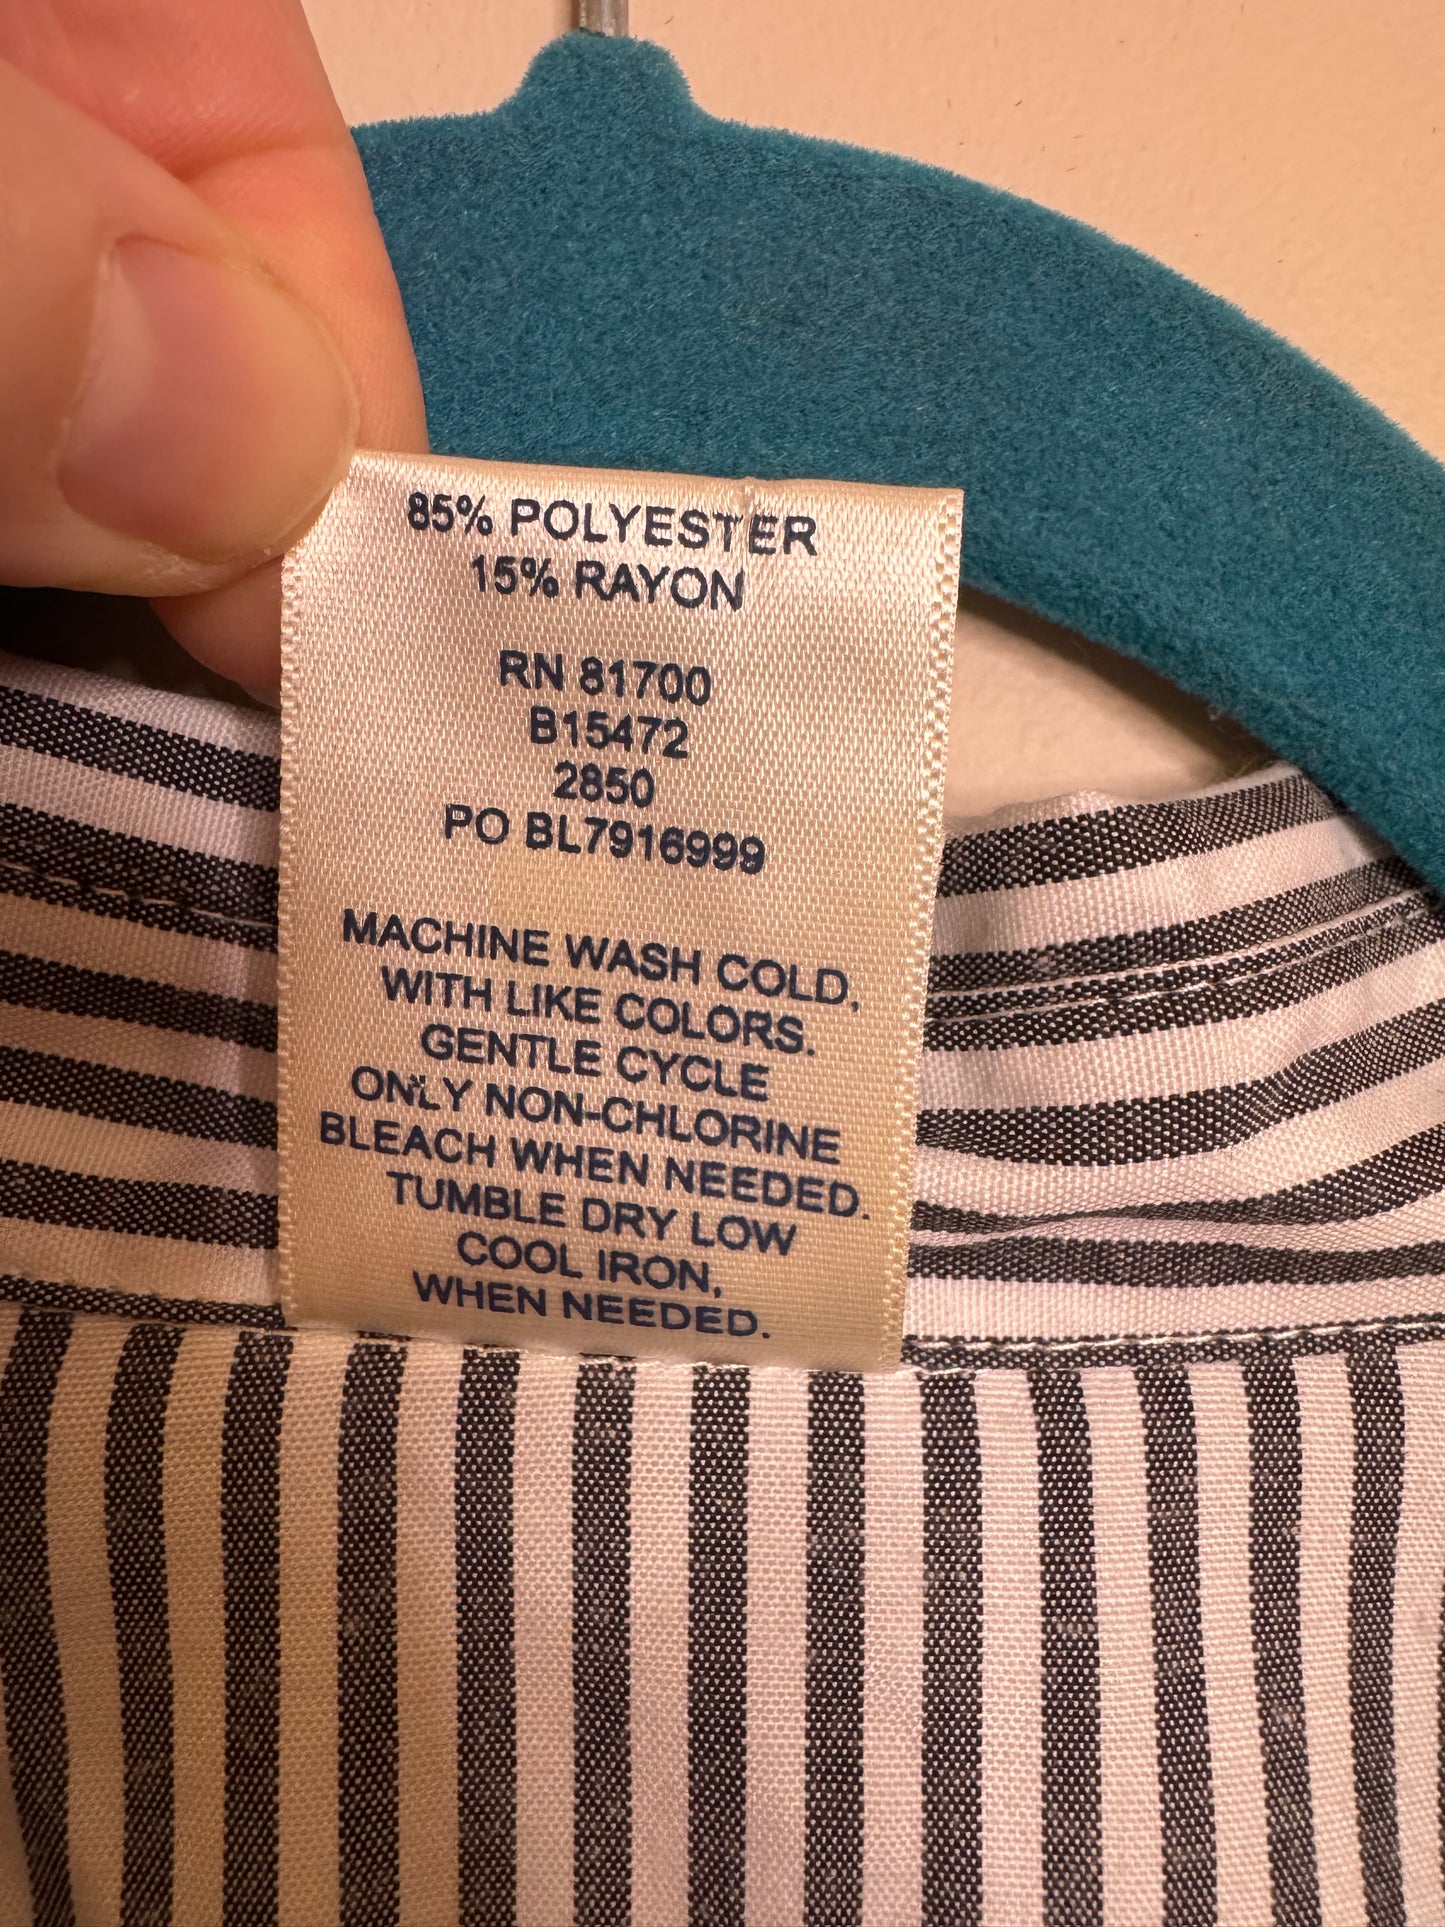 85% POLYESTER
15% RAYON
RN 81700
B15472
2850
PO BL7916999
MACHINE WASH COLD,
WITH LIKE COLORS.
GENTLE CYCLE
ONLY NON-CHLORINE
BLEACH WHEN NEEDED.
TUMBLE DRY LOW
COOL IRON,
WHEN NEEDED.